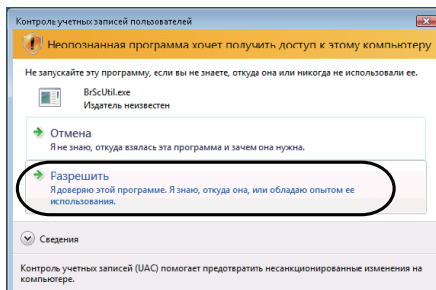 Контроль учетных записей пользователей
Неопознанная программа хочет получить доступ к этому компьютеру
Не запускайте эту программу, если вы не знаете, откуда она или никогда не использовали ее.
BrScUtil.exe
Издатель неизвестен
Отмена
Я не знаю, откуда взялась эта программа и зачем она нужна.
Разрешить
Я доверяю этой программе. Я знаю, откуда она, или обладаю опытом ее
использования.
Сведения
Контроль учетных записей (UAC) помогает предотвратить несанкционированные изменения на
компьютере.